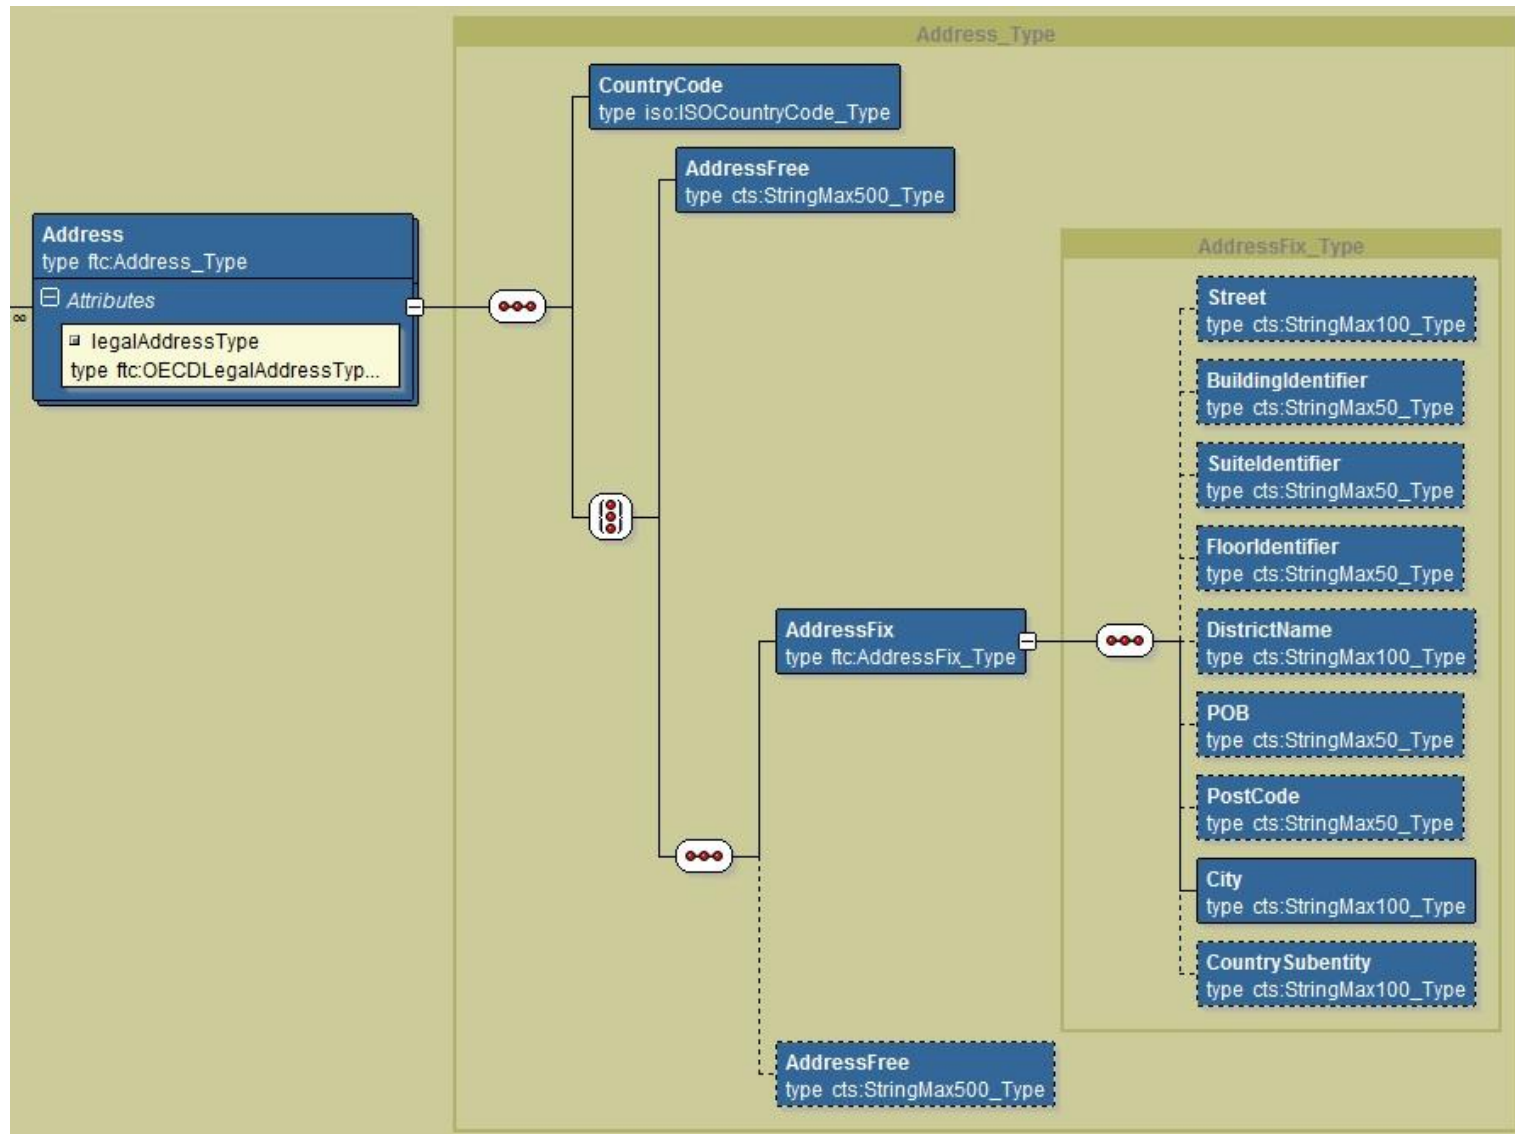 Address_Type
CountryCode
type iso:ISOCountryCode_Type
AddressFree
type cts:StringMax500_Type
Address
type ftc:Address_Type
Attributes
legalAddressType
type ftc:OECDLegalAddressTyp...
∞
AddressFix_Type
Street
type cts:StringMax100_Type
BuildingIdentifier
type cts:StringMax50_Type
SuiteIdentifier
type cts:StringMax50_Type
FloorIdentifier
type cts:StringMax50_Type
AddressFix
type ftc:AddressFix_Type
DistrictName
type cts:StringMax100_Type
POB
type cts:StringMax50_Type
PostCode
type cts:StringMax50_Type
City
type cts:StringMax100_Type
CountrySubentity
type cts:StringMax100_Type
AddressFree
type cts:StringMax500_Type